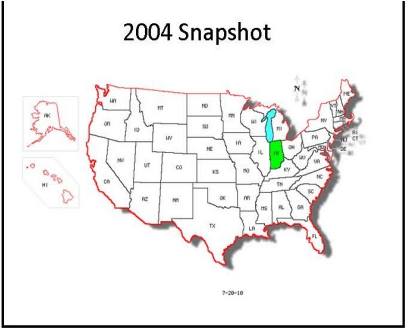 2004 Snapshot
N
WA
MT
ND
MN
ME
OR
ID
SD
WI
MI
NY
WY
IA
NE
PA
RI
CT
AK
NV
UT
CO
KS
MO
IN
OH
WV
VA
KY
CA
NC
TN
AZ
NM
OK
AR
SC
HI
MS
AL
GA
TX
LA
FL
7-20-10